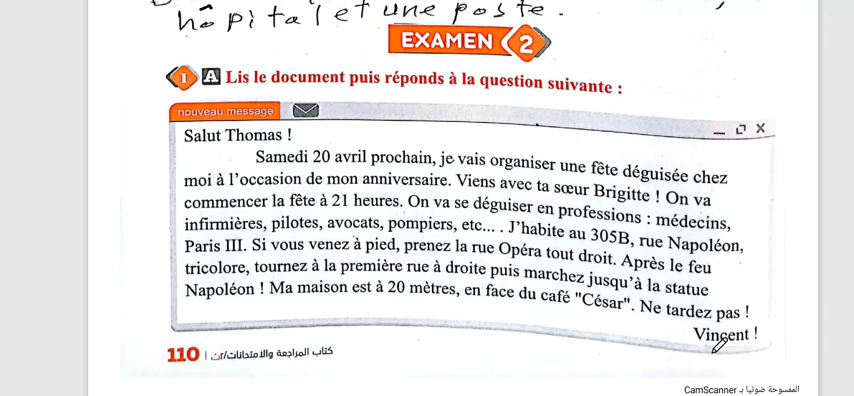 hôpital et une poste.
EXAMEN 2
I A Lis le document puis réponds à la question suivante :
nouveau message
Salut Thomas !
Samedi 20 avril prochain, je vais organiser une fête déguisée chez
moi à l'occasion de mon anniversaire. Viens avec ta sœur Brigitte ! On va
commencer la fête à 21 heures. On va se déguiser en professions : médecins,
infirmières, pilotes, avocats, pompiers, etc... . J'habite au 305B, rue Napoléon,
Paris III. Si vous venez à pied, prenez la rue Opéra tout droit. Après le feu
tricolore, tournez à la première rue à droite puis marchez jusqu'à la statue
Napoléon ! Ma maison est à 20 mètres, en face du café "César". Ne tardez pas !
Vincent !
110 | كتاب المراجعة والامتحانات/٢ث
الممسوحة ضوئيا بـ CamScanner